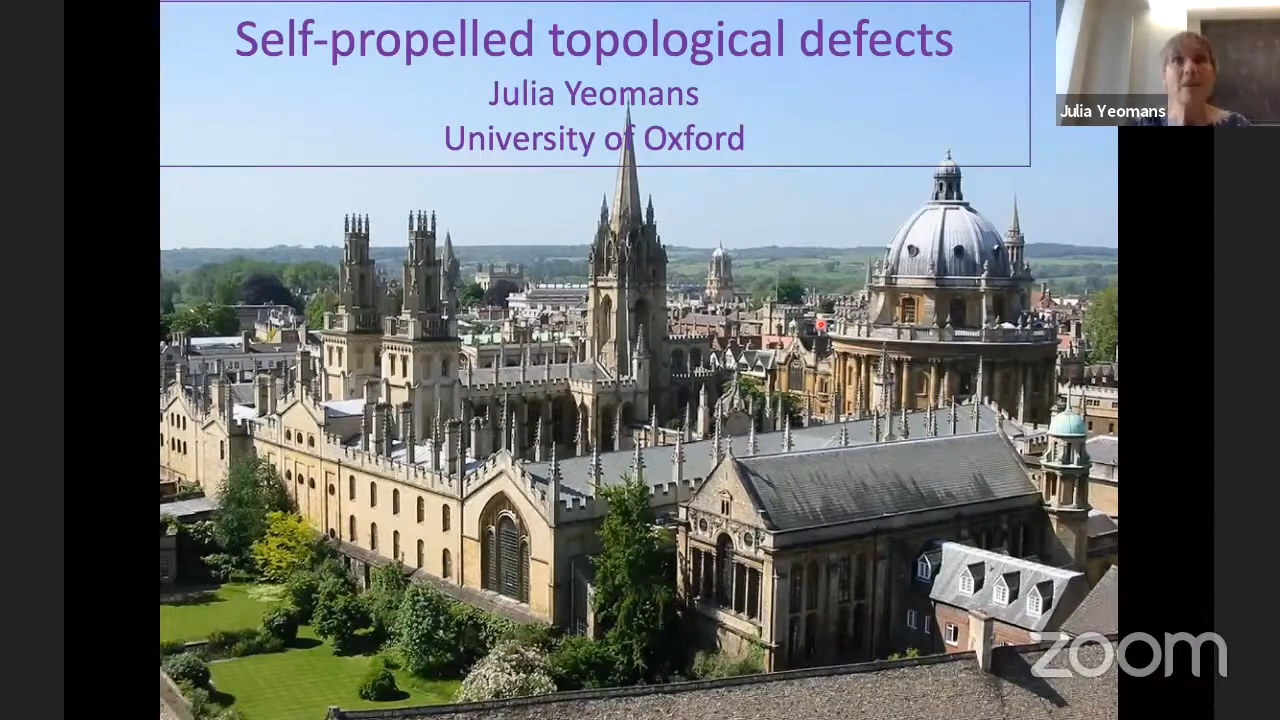 Self-propelled topological defects
Julia Yeomans
University of Oxford
Julia Yeomans
zoom